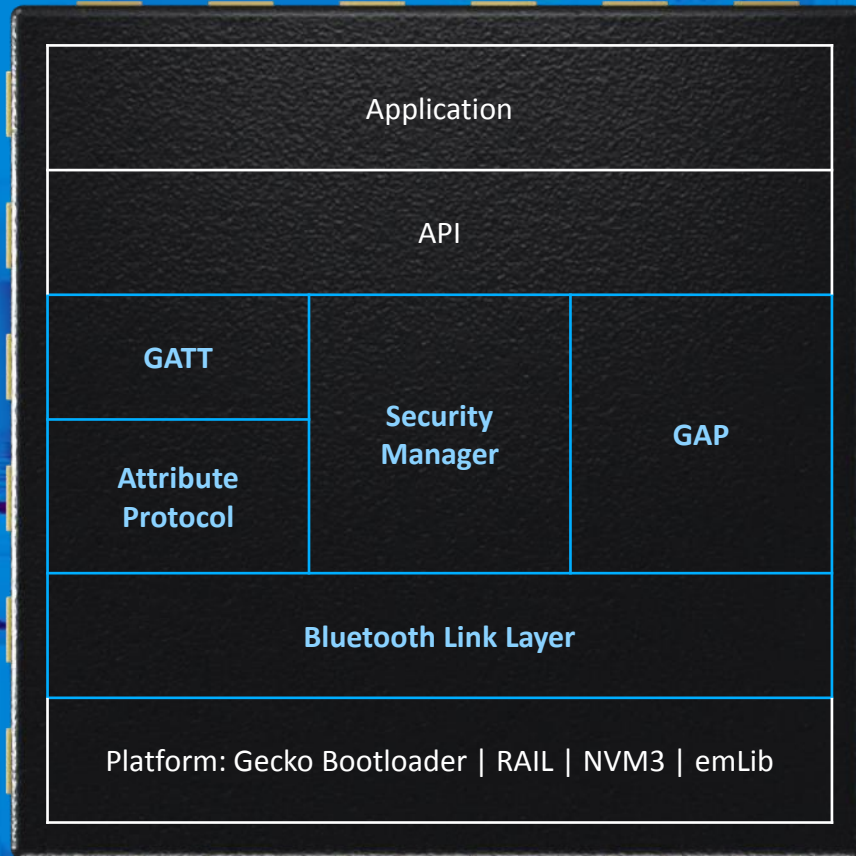 Application
API
GATT
Attribute
Protocol
Security
Manager
GAP
Bluetooth Link Layer
Platform: Gecko Bootloader | RAIL | NVM3 | emLib